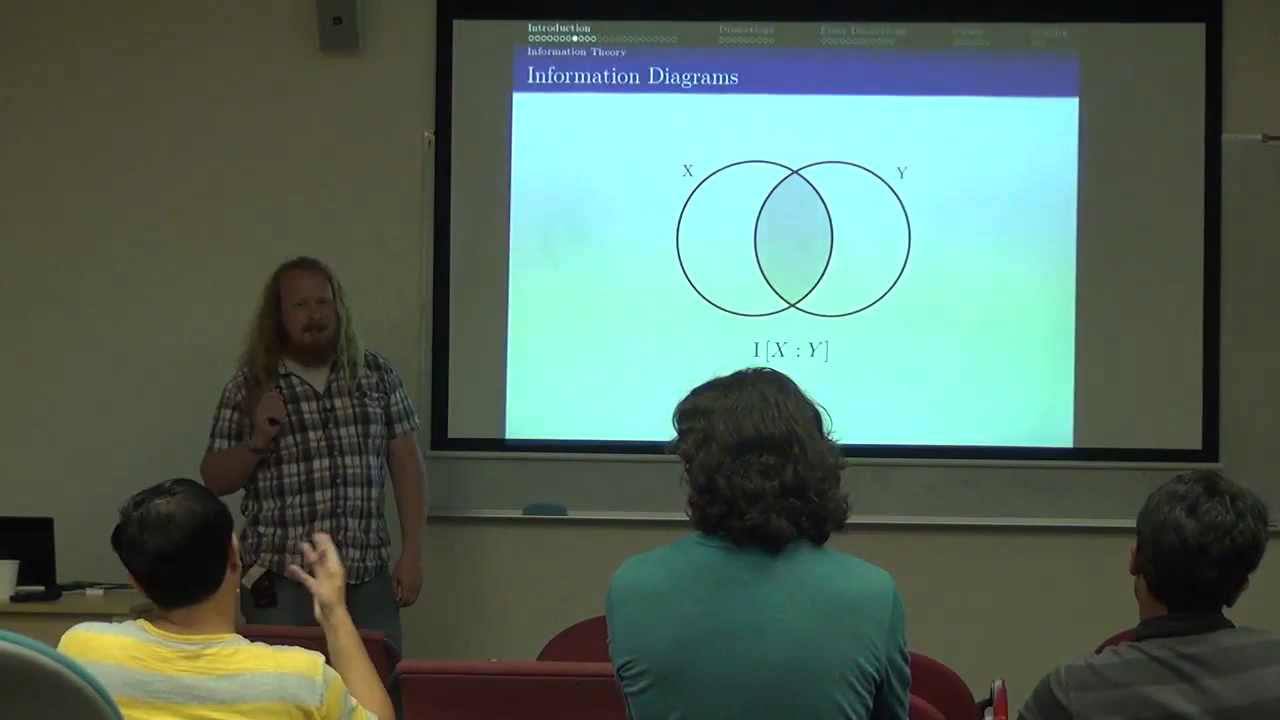 Introduction
Information Theory
Information Diagrams
X
Y
I [X : Y]